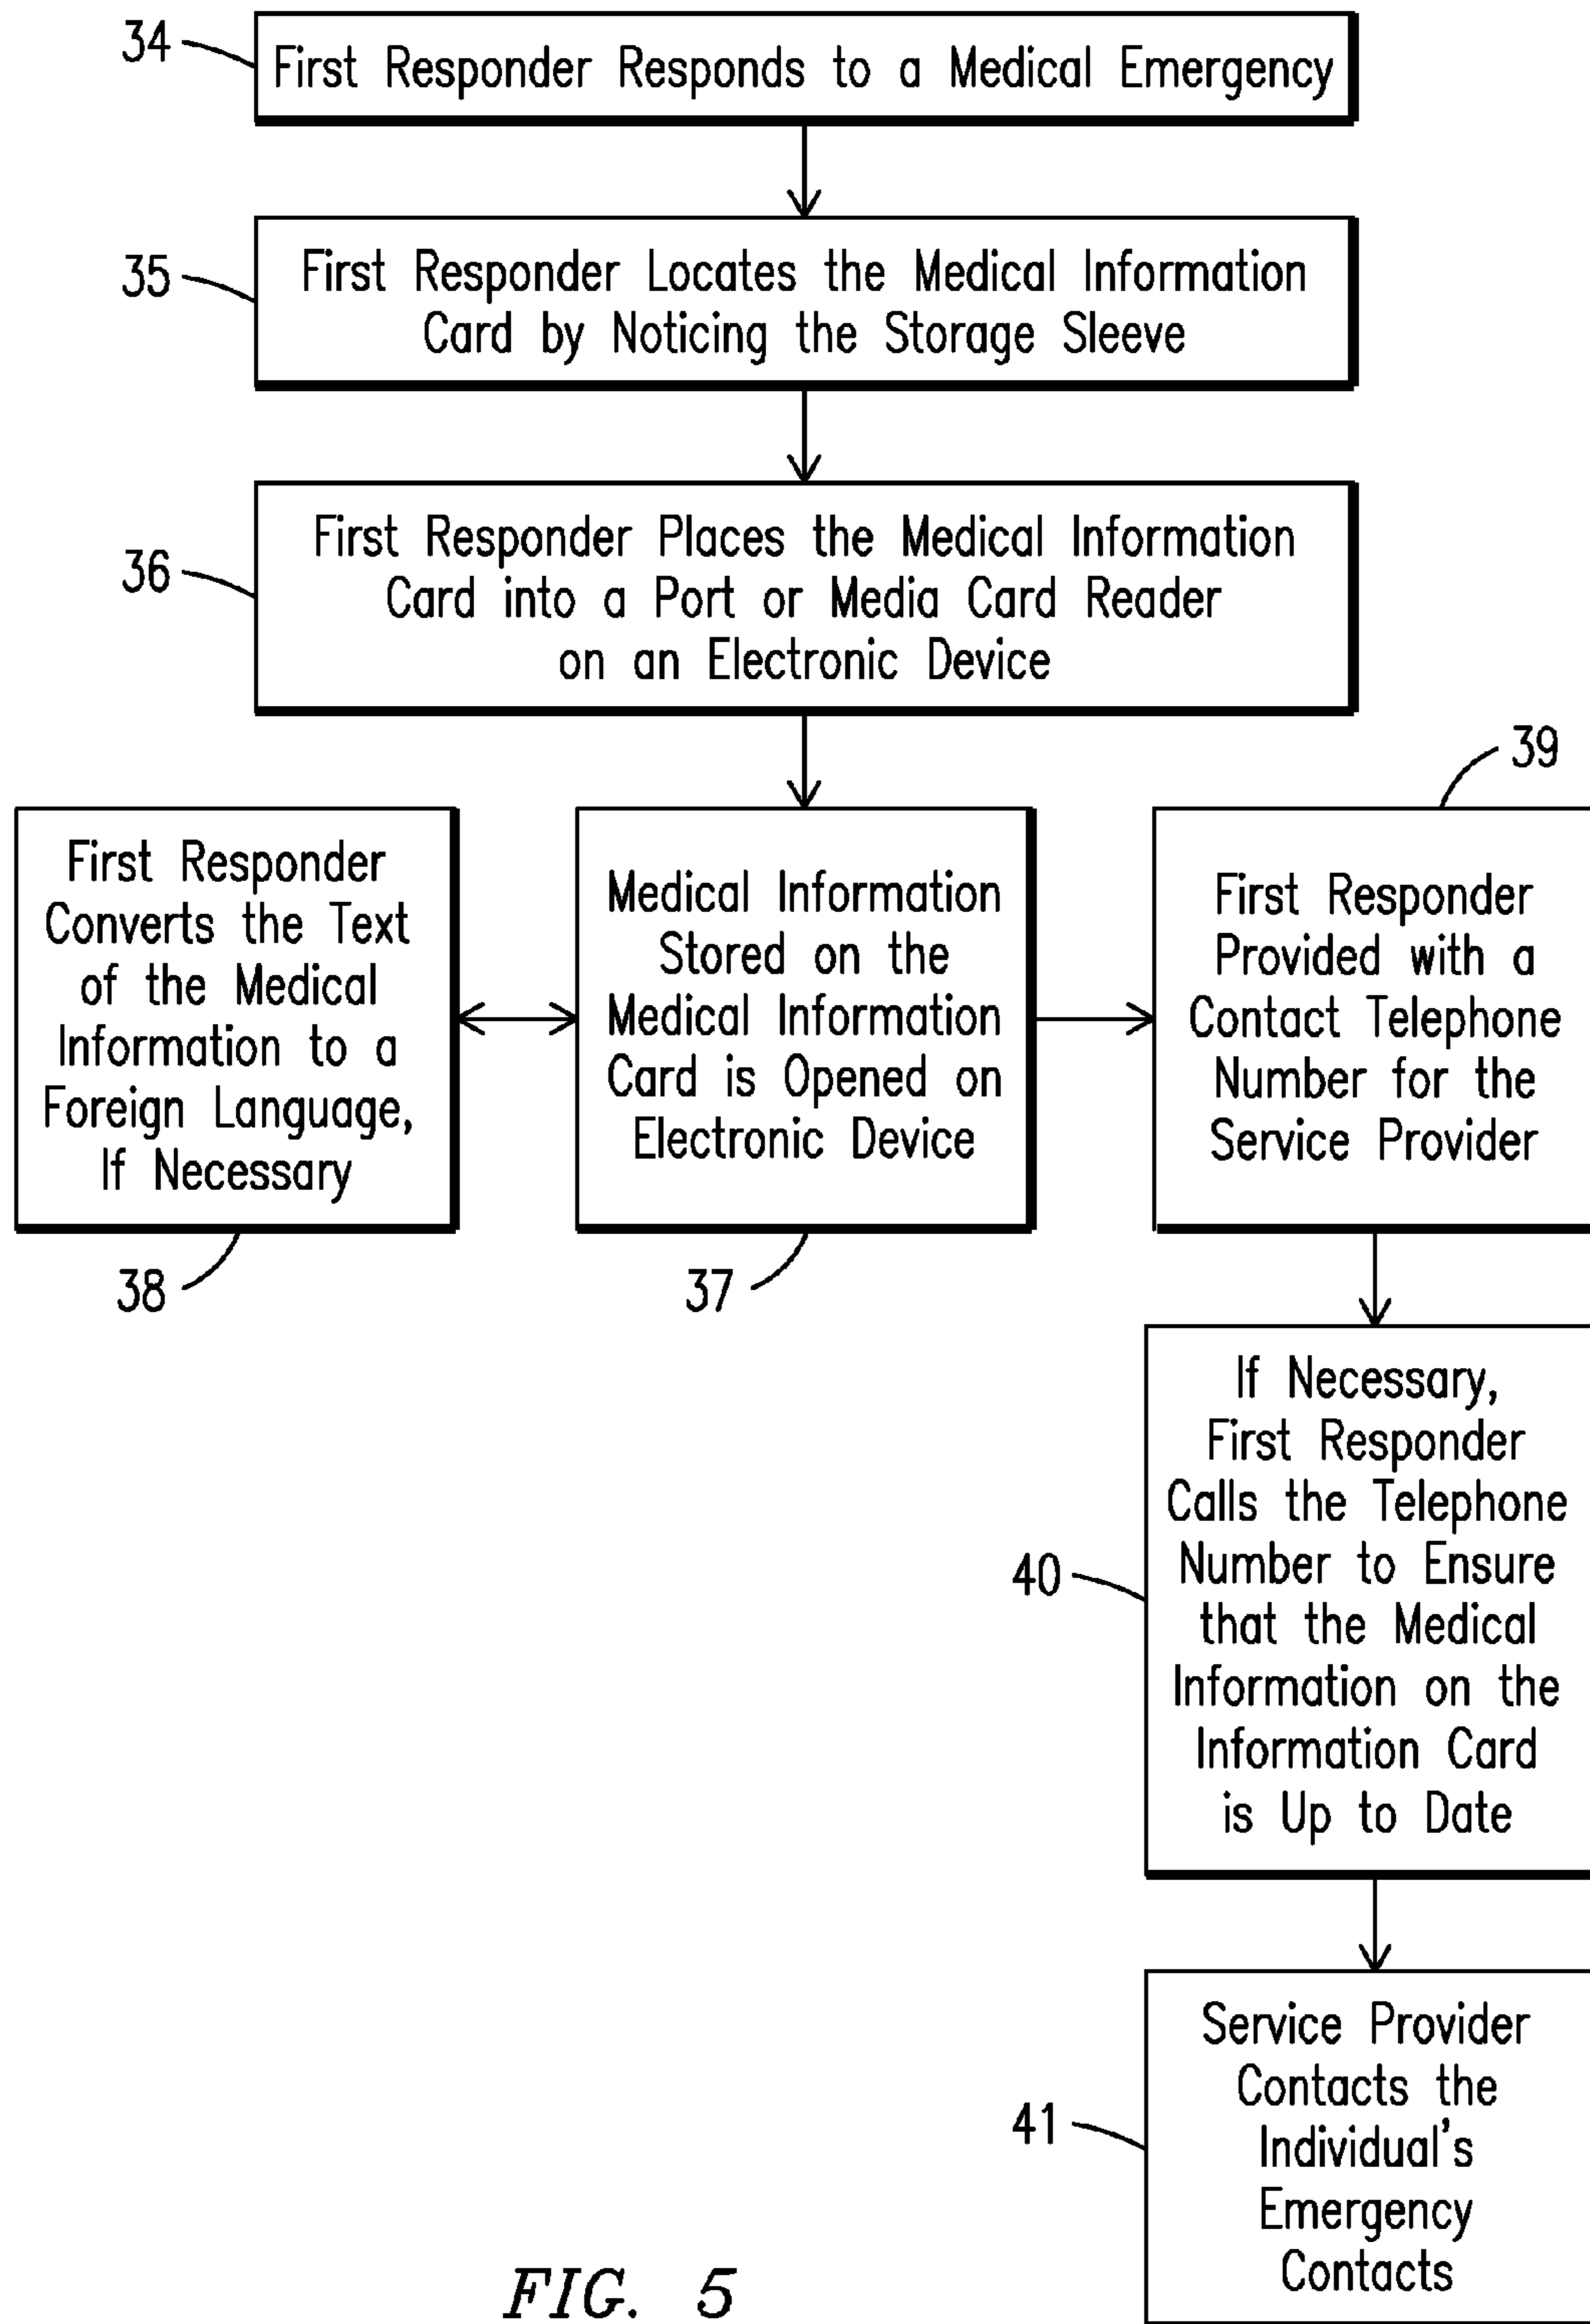 34
First Responder Responds to a Medical Emergency
35
First Responder Locates the Medical Information
Card by Noticing the Storage Sleeve
36
First Responder Places the Medical Information
Card into a Port or Media Card Reader
on an Electronic Device
39
First Responder
Converts the Text
of the Medical
Information to a
Foreign Language,
If Necessary
38
Medical Information
Stored on the
Medical Information
Card is Opened on
Electronic Device
37
First Responder
Provided with a
Contact Telephone
Number for the
Service Provider
40
If Necessary,
First Responder
Calls the Telephone
Number to Ensure
that the Medical
Information on the
Information Card
is Up to Date
41
Service Provider
Contacts the
Individual's
Emergency
Contacts
FIG. 5